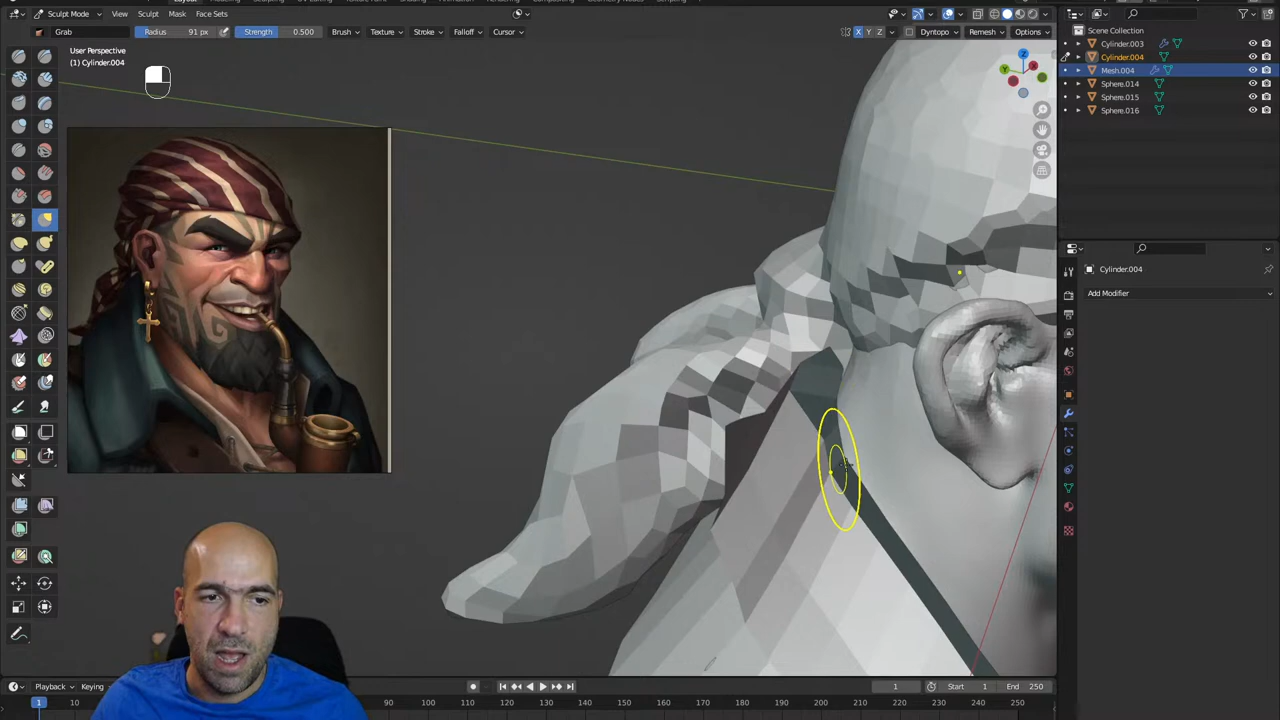 Layout
Sculpt Mode View Sculpt Mask Face Sets
Grab Radius 91 px Strength 0.500 Brush Texture Stroke Falloff Cursor X Y Z Dyntopo Remesh Options
User Perspective
(1) Cylinder.004
Z
X
Y
Scene Collection
Cylinder.003
Cylinder.004
Mesh.004
Sphere.014
Sphere.015
Sphere.016
Cylinder.004
Add Modifier
Playback Keying 1 Start 1 End 250
1 10 80 90 100 110 120 130 140 150 160 170 180 190 200 210 220 230 240 250